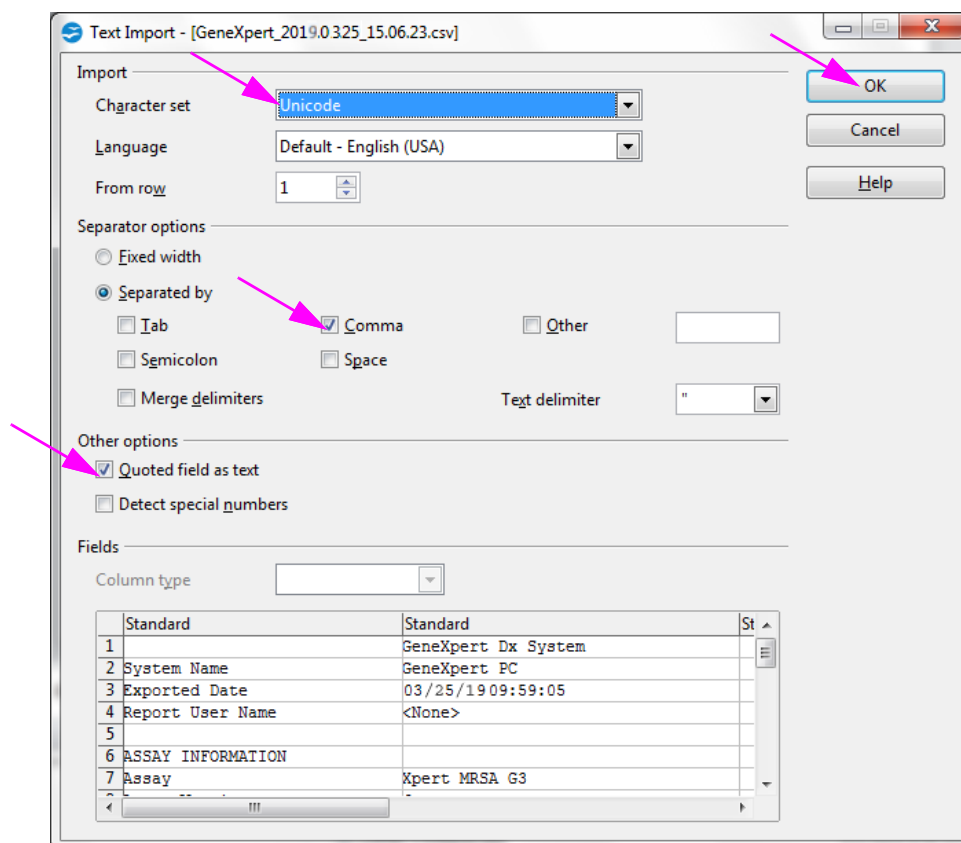 Text Import - [GeneXpert_2019.0325_15.06.23.csv]
Import
Character set Unicode
Language Default - English (USA)
From row 1
OK
Cancel
Help
Separator options
Fixed width
Separated by
Tab Comma Other
Semicolon Space
Merge delimiters Text delimiter "
Other options
Quoted field as text
Detect special numbers
Fields
Column type
Standard Standard St
1 GeneXpert Dx System
2 System Name GeneXpert PC
3 Exported Date 03/25/19 09:59:05
4 Report User Name <None>
5
6 ASSAY INFORMATION
7 Assay Xpert MRSA G3